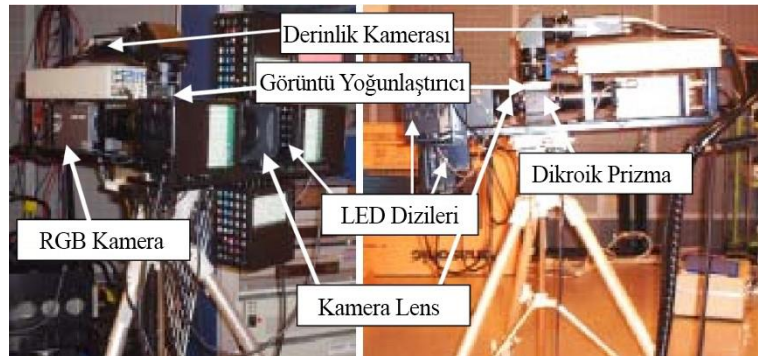 Derinlik Kamerası
Görüntü Yoğunlaştırıcı
Dikroik Prizma
LED Dizileri
RGB Kamera
Kamera Lens